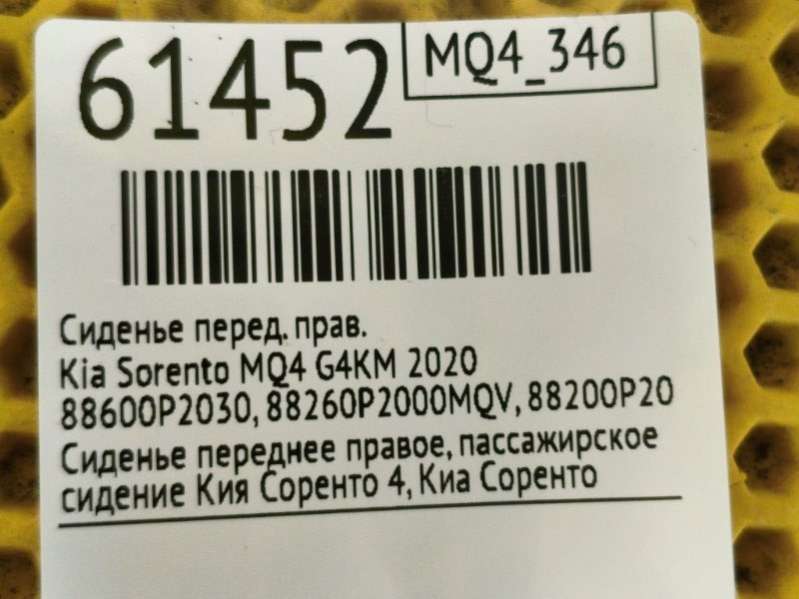 61452
MQ4_346
Сиденье перед. прав.
Kia Sorento MQ4 G4KM 2020
88600P2030, 88260P2000MQV, 88200P20
Сиденье переднее правое, пассажирское
сидение Кия Соренто 4, Киа Соренто